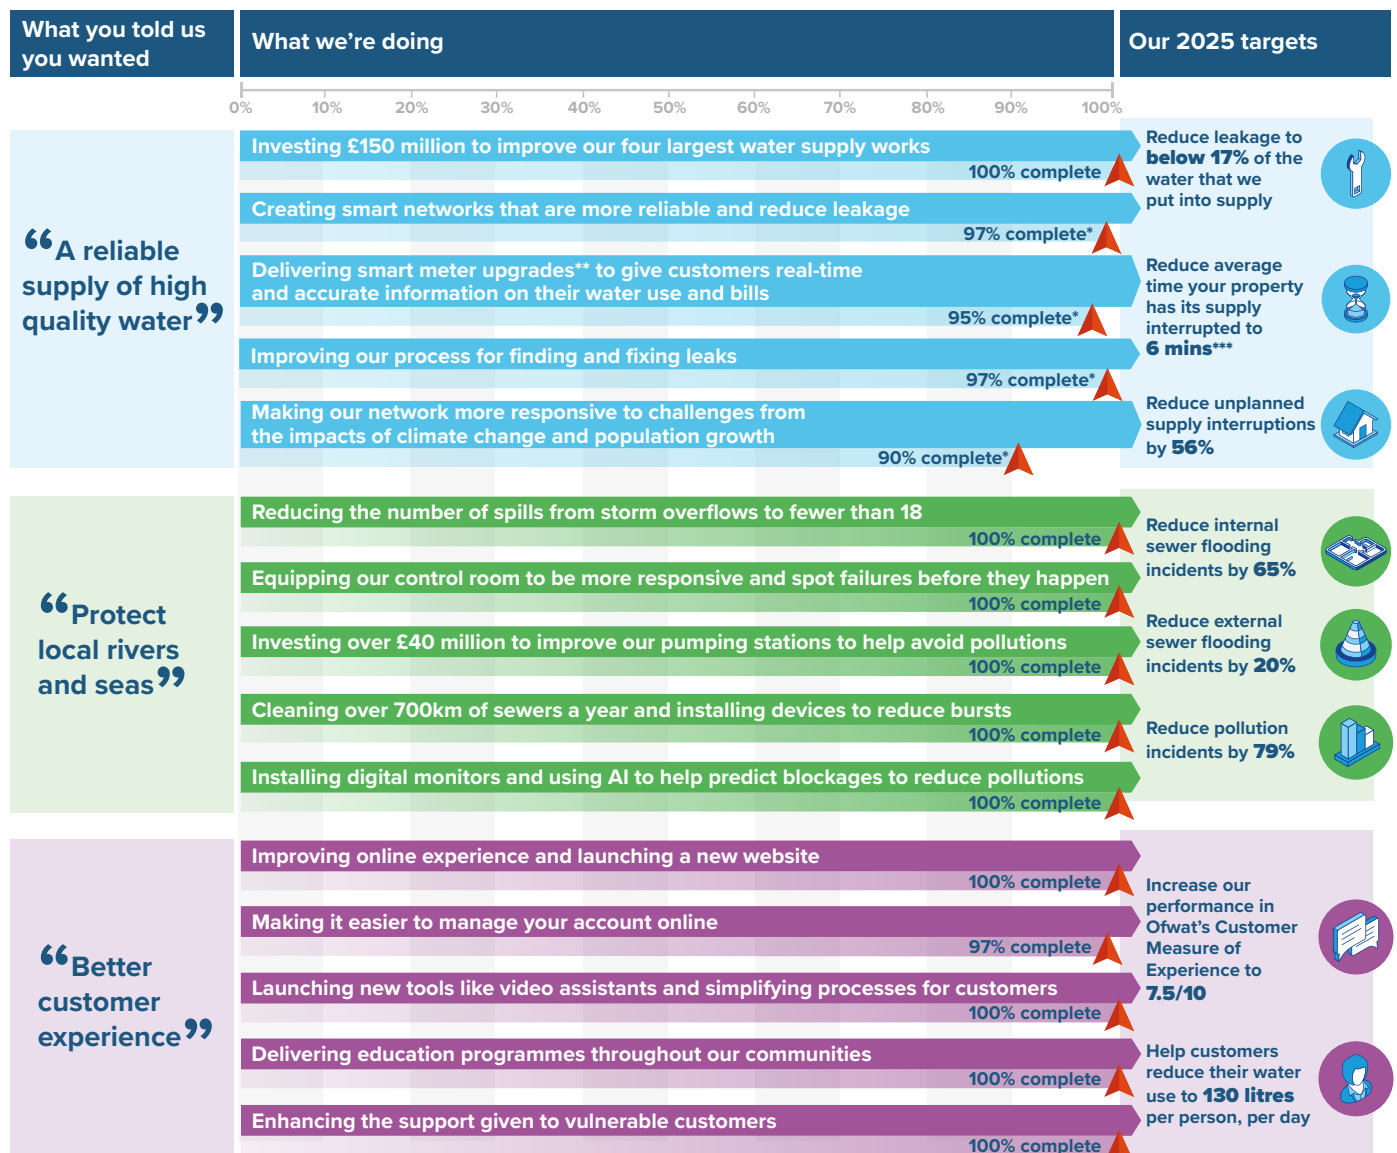 What you told us
you wanted
What we're doing
Our 2025 targets
0% 10% 20% 30% 40% 50% 60% 70% 80% 90% 100%
“A reliable
supply of high
quality water”
Investing £150 million to improve our four largest water supply works
100% complete
Creating smart networks that are more reliable and reduce leakage
97% complete*
Delivering smart meter upgrades** to give customers real-time
and accurate information on their water use and bills
95% complete*
Improving our process for finding and fixing leaks
97% complete*
Making our network more responsive to challenges from
the impacts of climate change and population growth
90% complete*
Reduce leakage to
below 17% of the
water that we
put into supply
Reduce average
time your property
has its supply
interrupted to
6 mins***
Reduce unplanned
supply interruptions
by 56%
“Protect
local rivers
and seas”
Reducing the number of spills from storm overflows to fewer than 18
100% complete
Equipping our control room to be more responsive and spot failures before they happen
100% complete
Investing over £40 million to improve our pumping stations to help avoid pollutions
100% complete
Cleaning over 700km of sewers a year and installing devices to reduce bursts
100% complete
Installing digital monitors and using AI to help predict blockages to reduce pollutions
100% complete
Reduce internal
sewer flooding
incidents by 65%
Reduce external
sewer flooding
incidents by 20%
Reduce pollution
incidents by 79%
“Better
customer
experience”
Improving online experience and launching a new website
100% complete
Making it easier to manage your account online
97% complete
Launching new tools like video assistants and simplifying processes for customers
100% complete
Delivering education programmes throughout our communities
100% complete
Enhancing the support given to vulnerable customers
100% complete
Increase our
performance in
Ofwat's Customer
Measure of
Experience to
7.5/10
Help customers
reduce their water
use to 130 litres
per person, per day